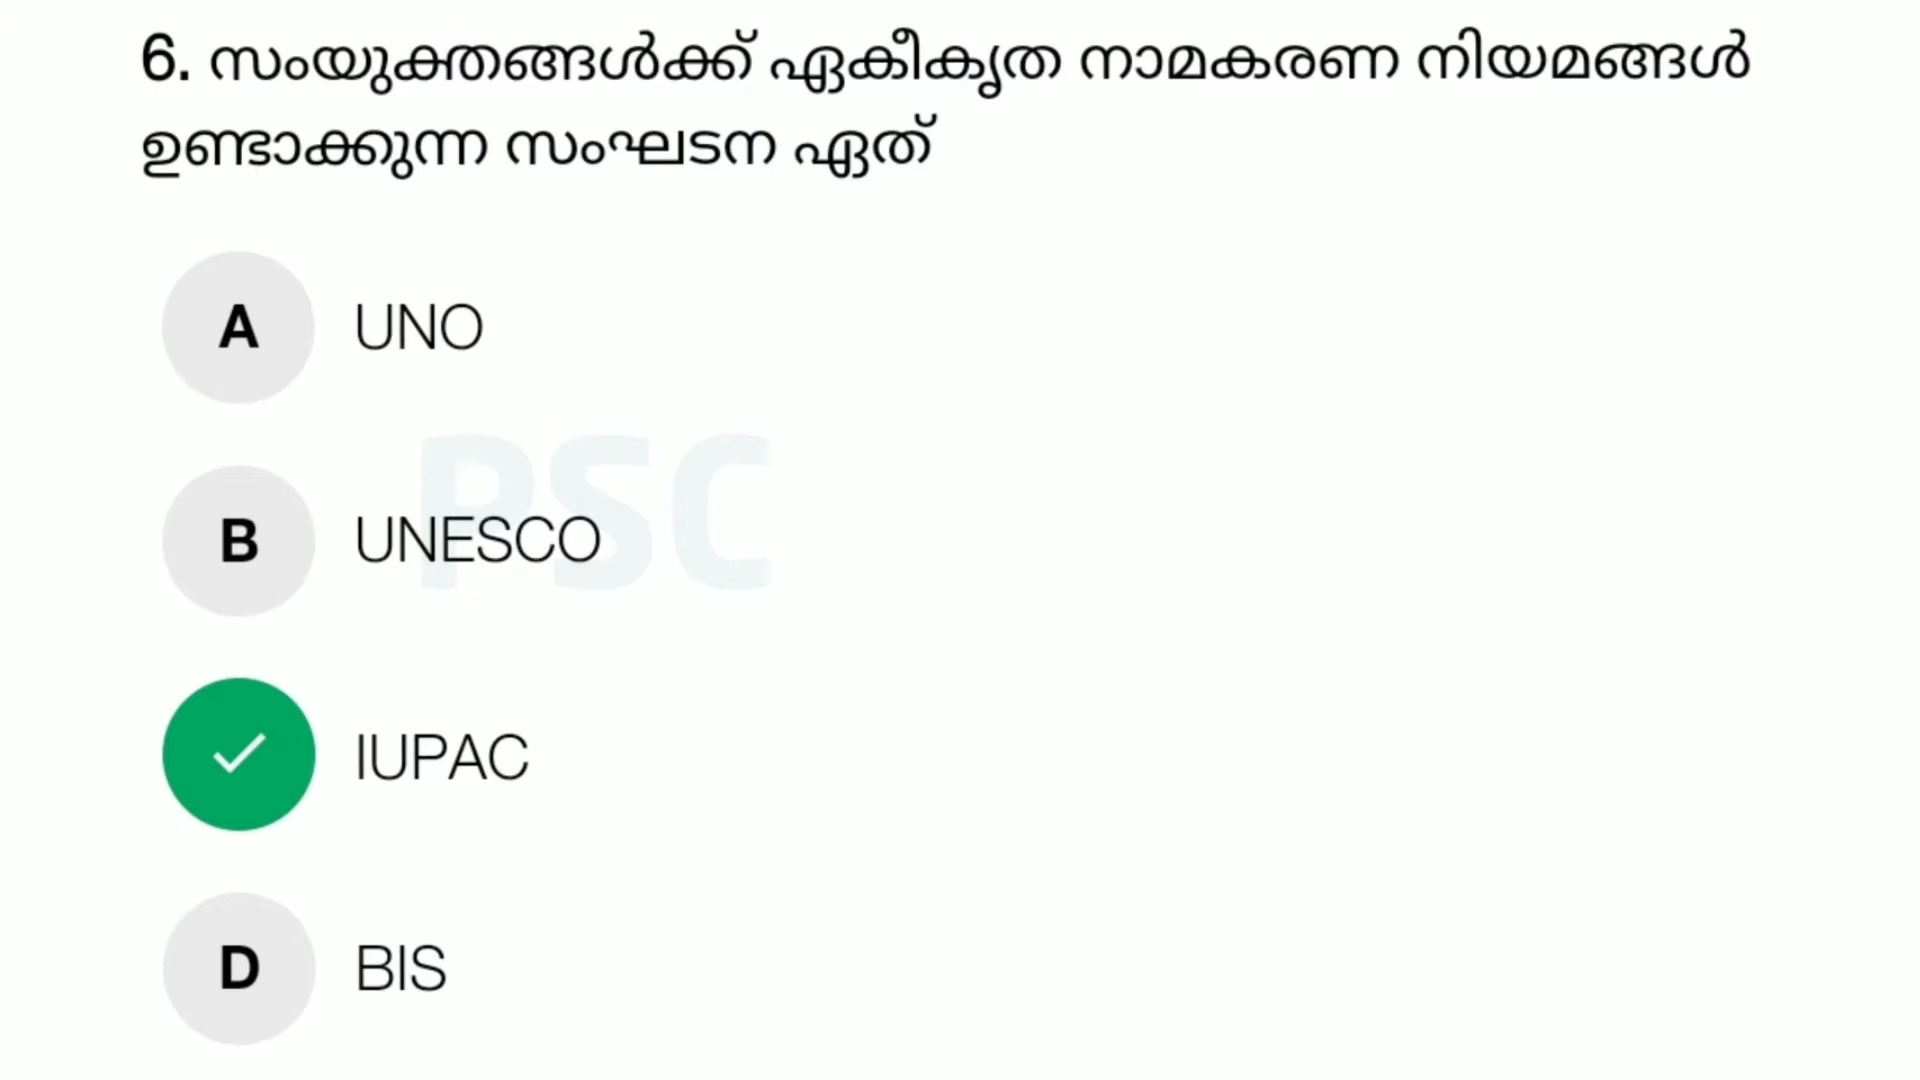 6. സംയുക്തങ്ങൾക്ക് ഏകീകൃത നാമകരണ നിയമങ്ങൾ
ഉണ്ടാക്കുന്ന സംഘടന ഏത്
A UNO
PSC
B UNESCO
IUPAC
D BIS